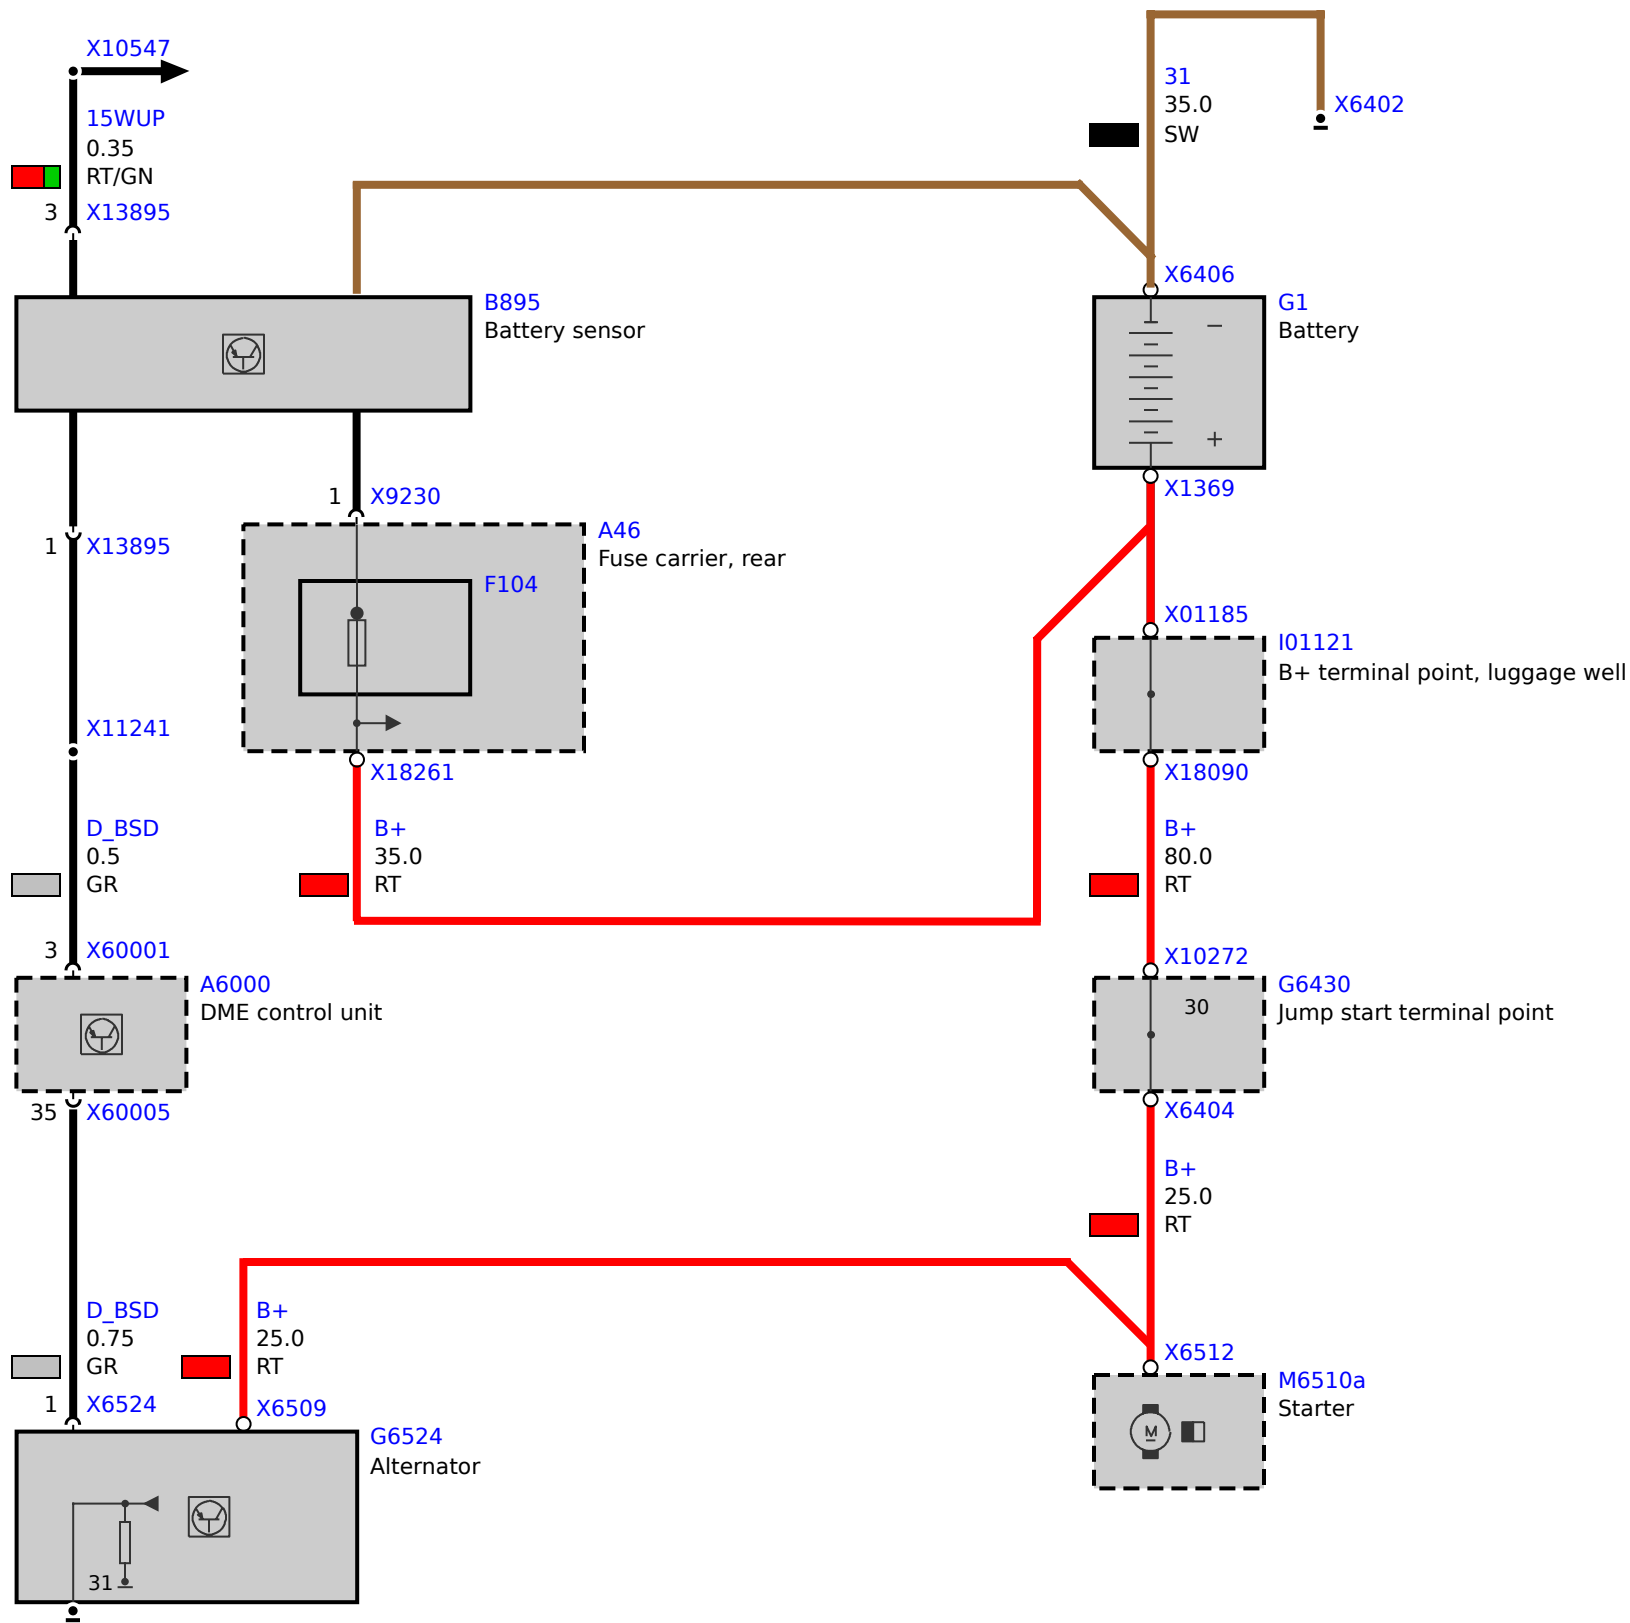 X10547
15WUP
0.35
RT/GN
3 X13895
31
35.0
SW
X6402
B895
Battery sensor
X6406
G1
Battery
−
+
X1369
1 X9230
1 X13895
A46
Fuse carrier, rear
F104
X01185
I01121
B+ terminal point, luggage well
X11241
X18261
X18090
D_BSD
0.5
GR
B+
35.0
RT
B+
80.0
RT
3 X60001
X10272
A6000
DME control unit
30
G6430
Jump start terminal point
35 X60005
X6404
B+
25.0
RT
D_BSD
0.75
GR
B+
25.0
RT
1 X6524
X6509
X6512
G6524
Alternator
M6510a
Starter
M
31